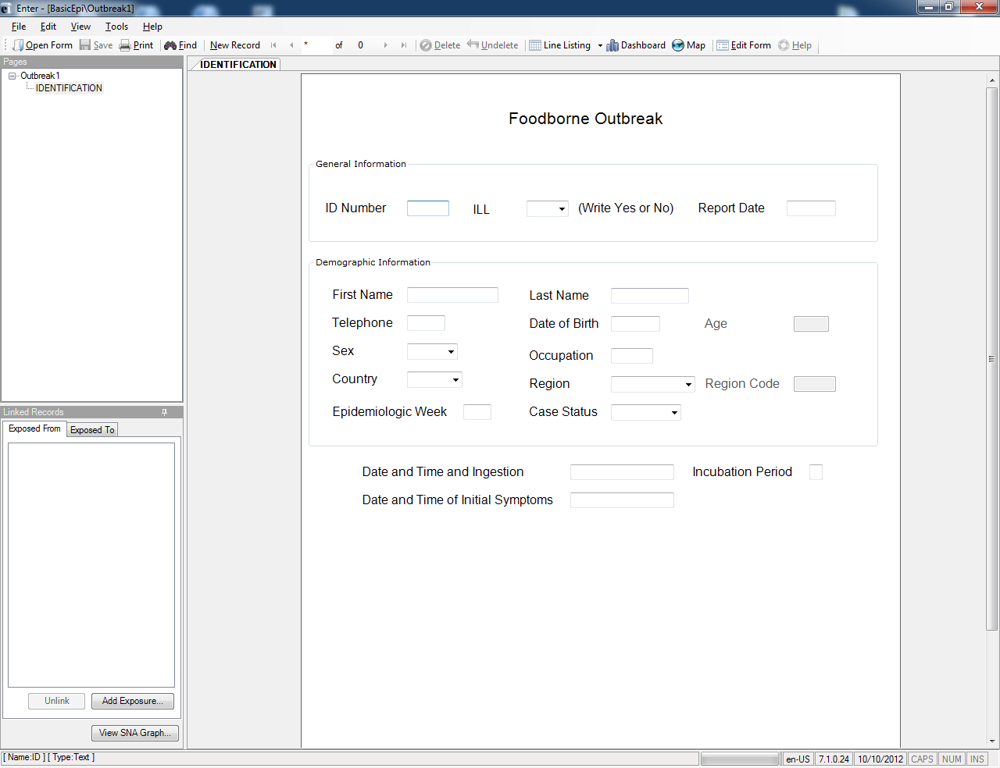 Enter - [BasicEpi\Outbreak1]
File Edit View Tools Help
Open Form Save Print Find New Record * of 0 Delete Undelete Line Listing Dashboard Map Edit Form Help
Pages
Outbreak1
IDENTIFICATION
IDENTIFICATION
Foodborne Outbreak
General Information
ID Number ILL (Write Yes or No) Report Date
Demographic Information
First Name Last Name
Telephone Date of Birth Age
Sex Occupation
Country Region Region Code
Epidemiologic Week Case Status
Date and Time and Ingestion Incubation Period
Date and Time of Initial Symptoms
Linked Records
Exposed From Exposed To
Unlink Add Exposure...
View SNA Graph...
[ Name:ID ] [ Type:Text ] en-US 7.1.0.24 10/10/2012 CAPS NUM INS